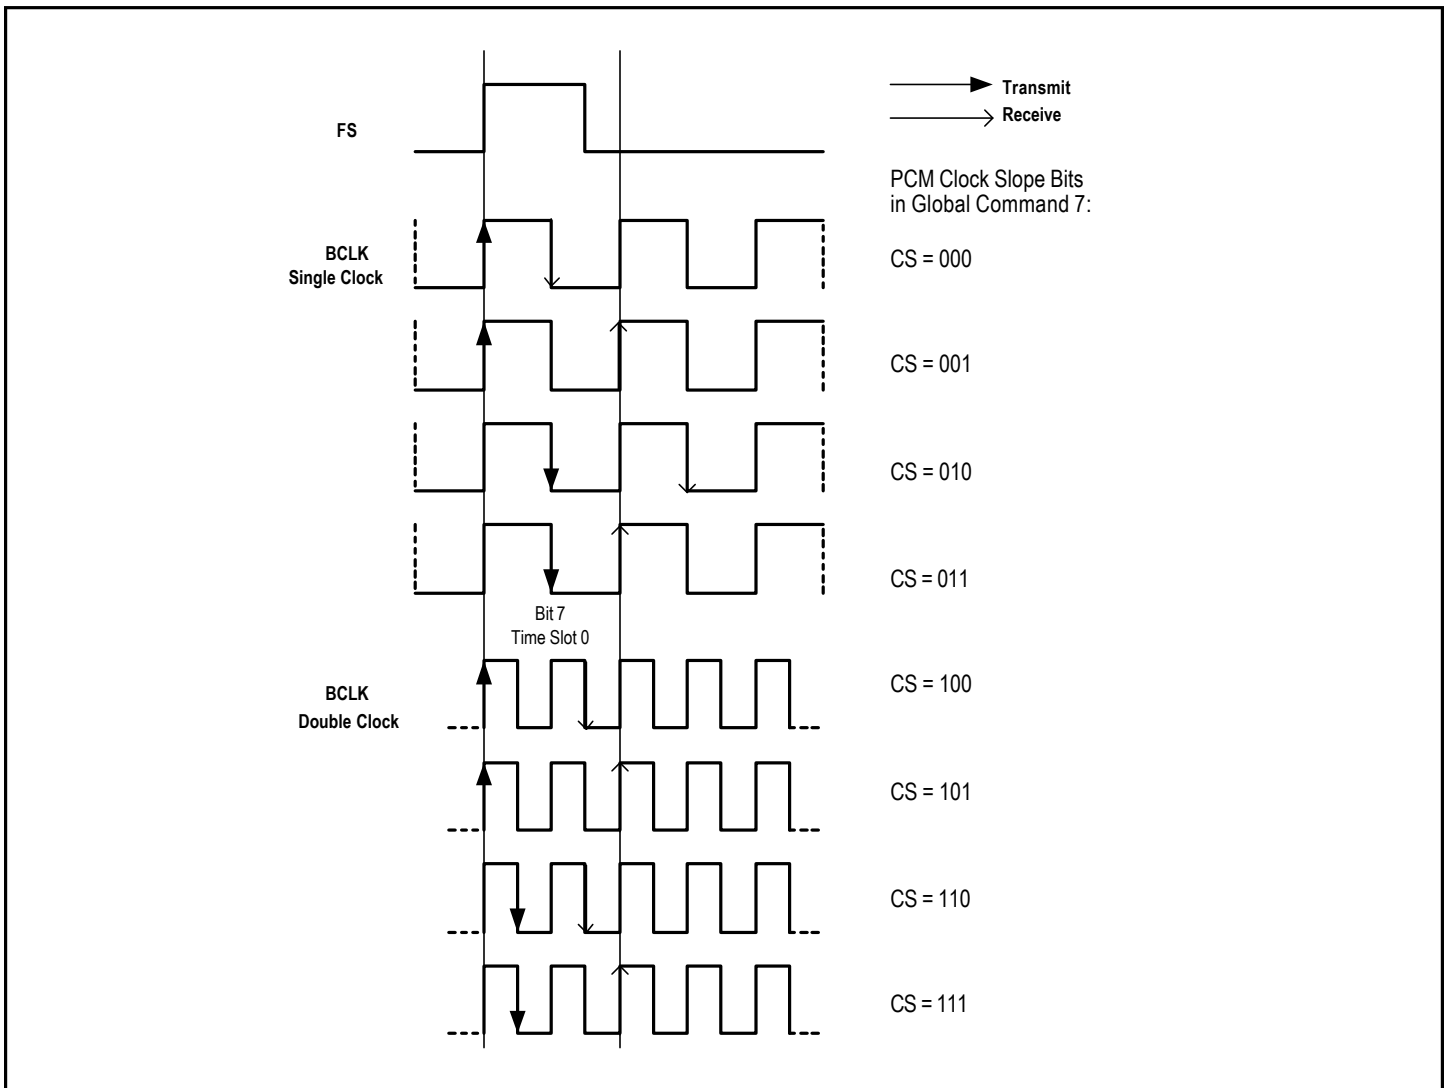 Transmit
Receive
FS
PCM Clock Slope Bits
in Global Command 7:
BCLK
Single Clock
CS = 000
CS = 001
CS = 010
CS = 011
Bit 7
Time Slot 0
BCLK
Double Clock
CS = 100
CS = 101
CS = 110
CS = 111